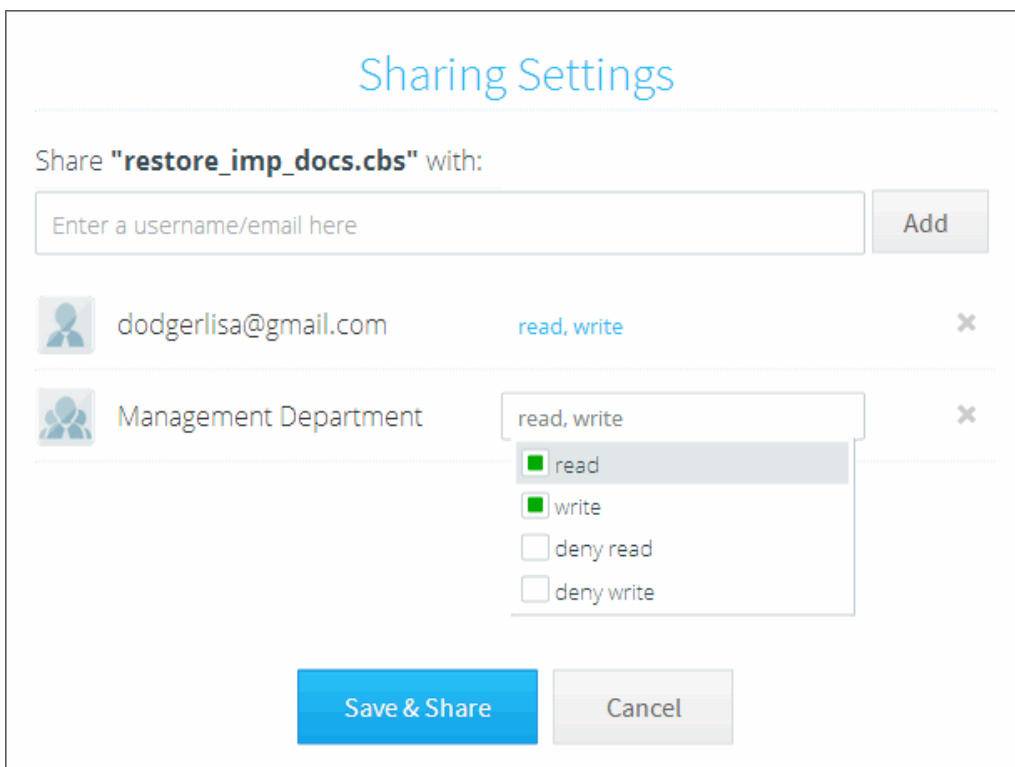 Sharing Settings
Share "restore_imp_docs.cbs" with:
Enter a username/email here
Add
dodgerlisa@gmail.com read, write
Management Department read, write
read
write
deny read
deny write
Save & Share Cancel